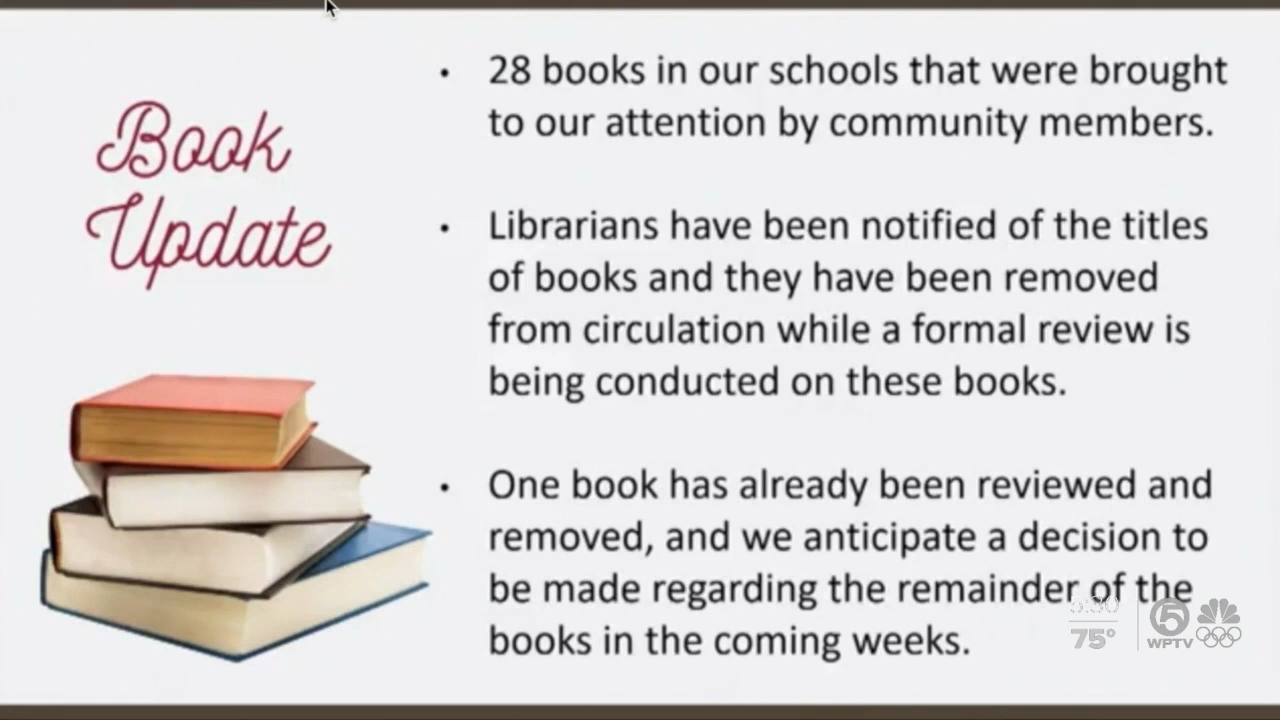 Book
Update
• 28 books in our schools that were brought
to our attention by community members.
• Librarians have been notified of the titles
of books and they have been removed
from circulation while a formal review is
being conducted on these books.
• One book has already been reviewed and
removed, and we anticipate a decision to
be made regarding the remainder of the
books in the coming weeks.
75°
5
WPTV